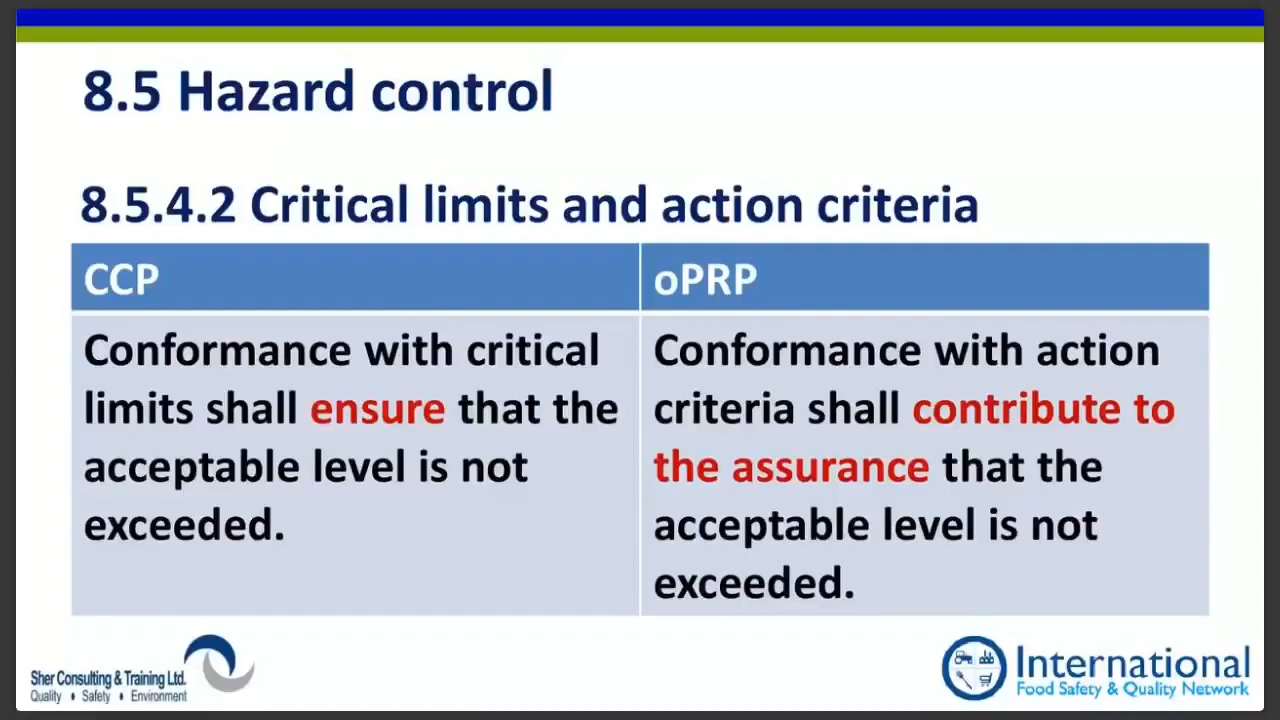 8.5 Hazard control
8.5.4.2 Critical limits and action criteria
CCP
Conformance with critical
limits shall ensure that the
acceptable level is not
exceeded.
oPRP
Conformance with action
criteria shall contribute to
the assurance that the
acceptable level is not
exceeded.
Sher Consulting & Training Ltd.
Quality • Safety • Environment
International
Food Safety & Quality Network